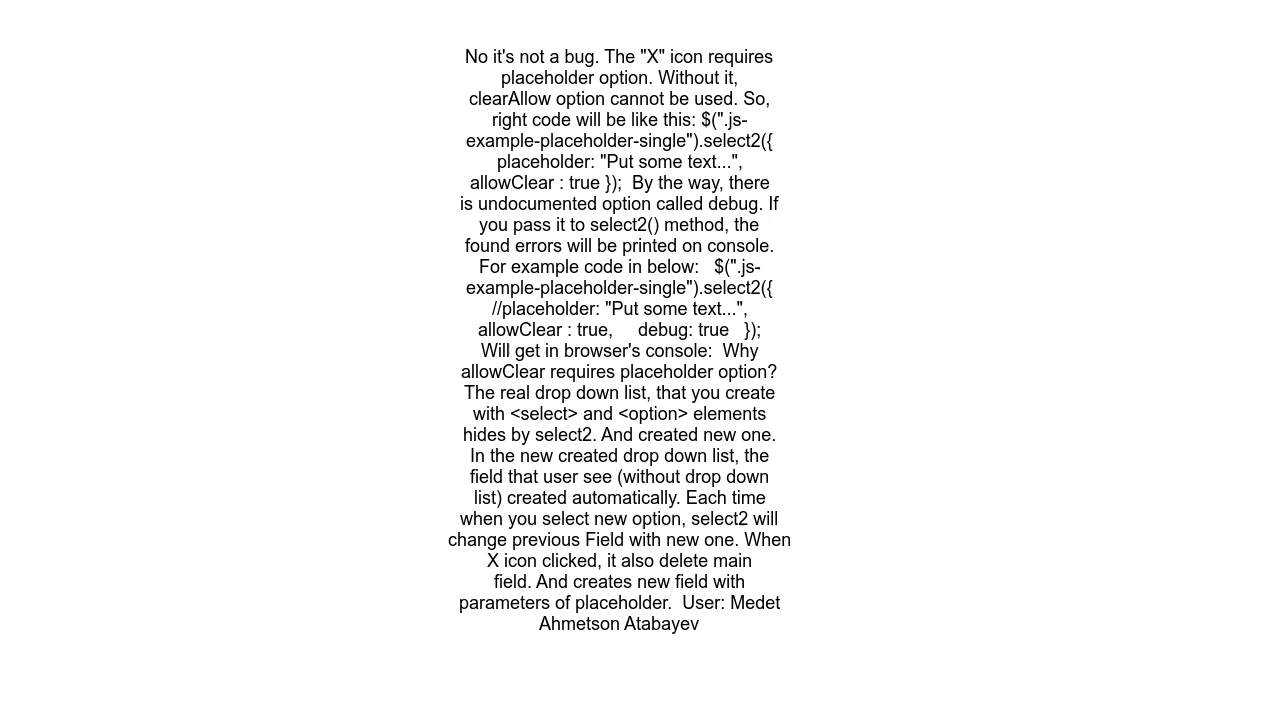 No it's not a bug. The "X" icon requires
placeholder option. Without it,
clearAllow option cannot be used. So,
right code will be like this: $(".js-
example-placeholder-single").select2({
placeholder: "Put some text...",
allowClear : true });  By the way, there
is undocumented option called debug. If
you pass it to select2() method, the
found errors will be printed on console.
For example code in below:   $(".js-
example-placeholder-single").select2({
//placeholder: "Put some text...",
allowClear : true,     debug: true   });
Will get in browser's console:  Why
allowClear requires placeholder option?
The real drop down list, that you create
with <select> and <option> elements
hides by select2. And created new one.
In the new created drop down list, the
field that user see (without drop down
list) created automatically. Each time
when you select new option, select2 will
change previous Field with new one. When
X icon clicked, it also delete main
field. And creates new field with
parameters of placeholder.  User: Medet
Ahmetson Atabayev